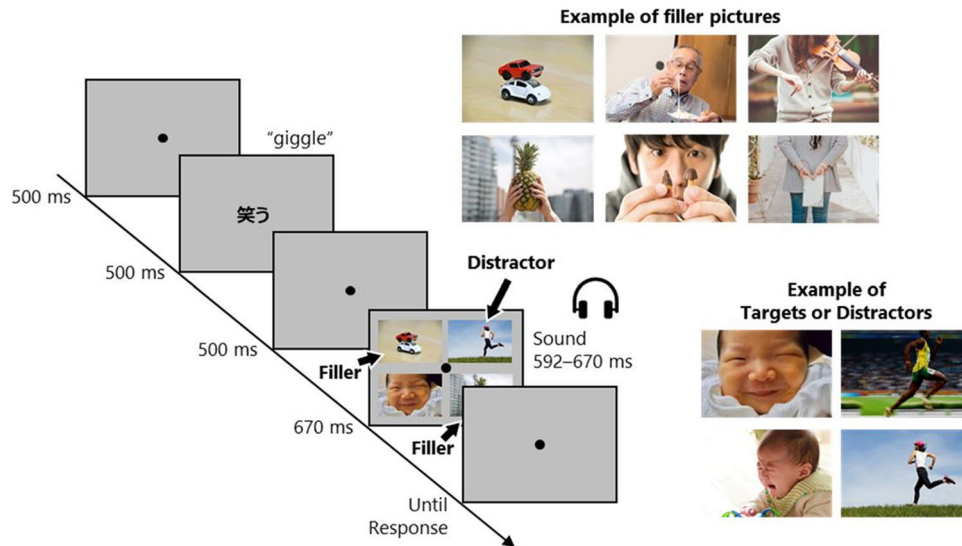 Example of filler pictures
"giggle"
500 ms
笑う
500 ms
Distractor
500 ms
Sound
592–670 ms
Filler
670 ms
Filler
Until
Response
Example of
Targets or Distractors